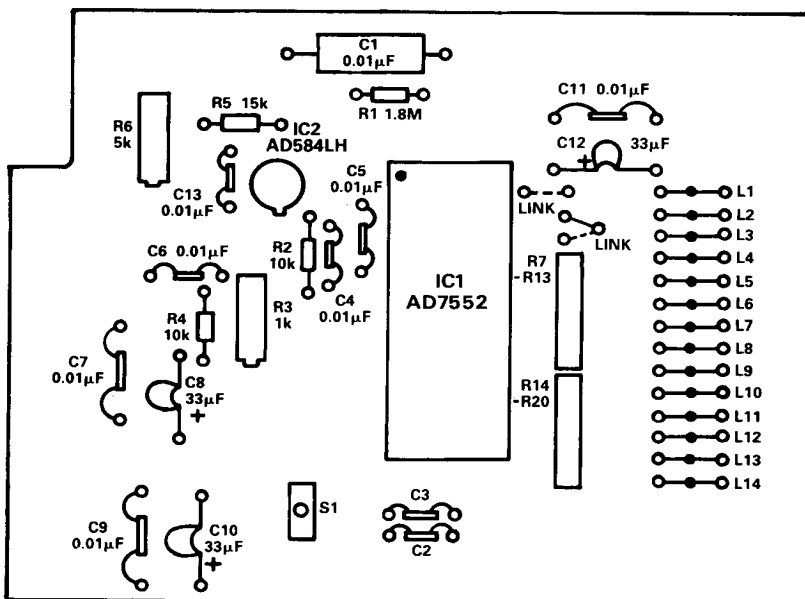 C1
0.01μF
R1 1.8M
C11 0.01μF
R6
5k
R5 15k
IC2
AD584LH
C12
33μF
+
C13
0.01μF
C5
0.01μF
LINK
LINK
L1
L2
L3
L4
L5
L6
L7
L8
L9
L10
L11
L12
L13
L14
R2
10k
C6 0.01μF
C4
0.01μF
R3
1k
R4
10k
IC1
AD7552
R7
-R13
R14
-R20
C7
0.01μF
C8
33μF
+
C9
0.01μF
C10
33μF
+
S1
C3
C2